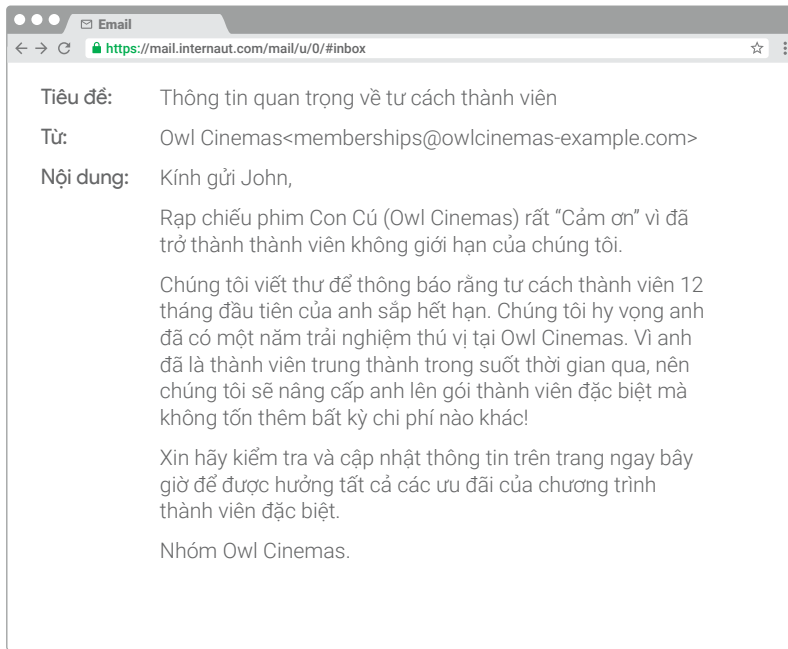 Email
https://mail.internaut.com/mail/u/0/#inbox
Tiêu đề: Thông tin quan trọng về tư cách thành viên
Từ: Owl Cinemas<memberships@owlcinemas-example.com>
Nội dung: Kính gửi John,
Rạp chiếu phim Con Cú (Owl Cinemas) rất “Cảm ơn” vì đã
trở thành thành viên không giới hạn của chúng tôi.
Chúng tôi viết thư để thông báo rằng tư cách thành viên 12
tháng đầu tiên của anh sắp hết hạn. Chúng tôi hy vọng anh
đã có một năm trải nghiệm thú vị tại Owl Cinemas. Vì anh
đã là thành viên trung thành trong suốt thời gian qua, nên
chúng tôi sẽ nâng cấp anh lên gói thành viên đặc biệt mà
không tốn thêm bất kỳ chi phí nào khác!
Xin hãy kiểm tra và cập nhật thông tin trên trang ngay bây
giờ để được hưởng tất cả các ưu đãi của chương trình
thành viên đặc biệt.
Nhóm Owl Cinemas.